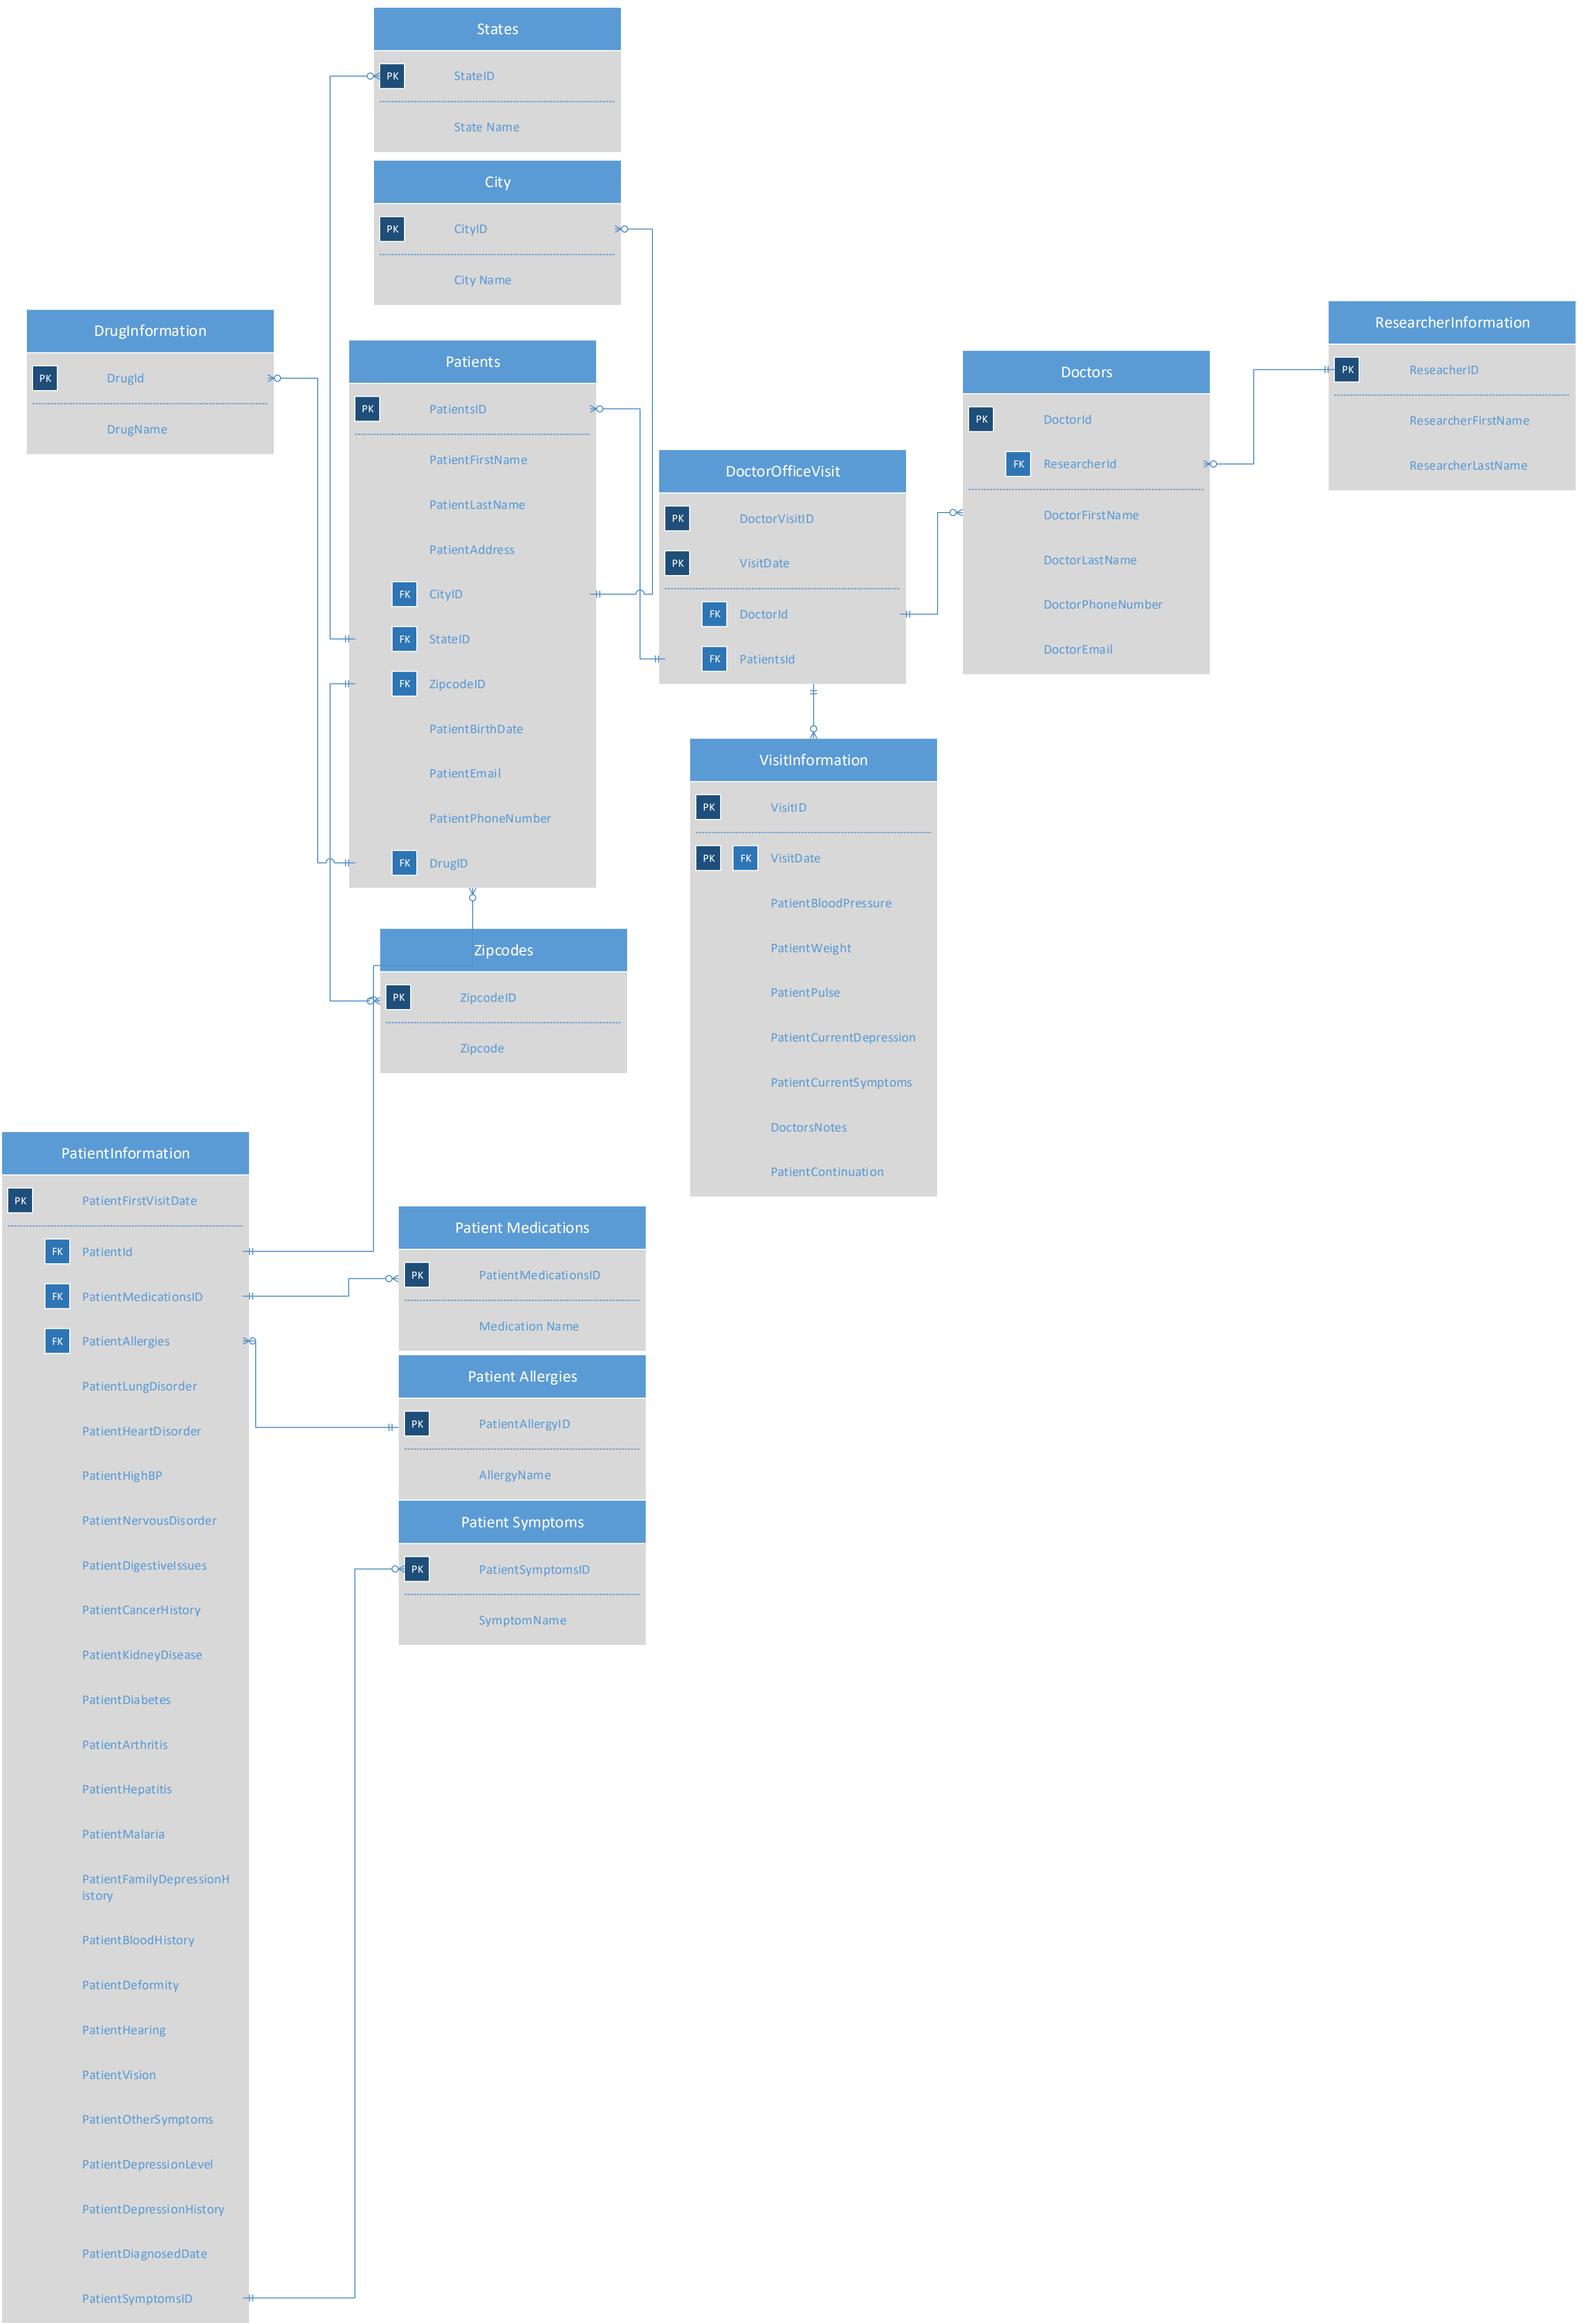 States
PK StateID
State Name
City
PK CityID
City Name
DrugInformation
PK DrugId
DrugName
Patients
PK PatientsID
PatientFirstName
PatientLastName
PatientAddress
FK CityID
FK StateID
FK ZipcodeID
PatientBirthDate
PatientEmail
PatientPhoneNumber
FK DrugID
DoctorOfficeVisit
PK DoctorVisitID
PK VisitDate
FK DoctorId
FK PatientsId
Doctors
PK DoctorId
FK ResearcherId
DoctorFirstName
DoctorLastName
DoctorPhoneNumber
DoctorEmail
ResearcherInformation
PK ReseacherID
ResearcherFirstName
ResearcherLastName
VisitInformation
PK VisitID
PK FK VisitDate
PatientBloodPressure
PatientWeight
PatientPulse
PatientCurrentDepression
PatientCurrentSymptoms
DoctorsNotes
PatientContinuation
Zipcodes
PK ZipcodeID
Zipcode
PatientInformation
PK PatientFirstVisitDate
FK PatientId
FK PatientMedicationsID
FK PatientAllergies
PatientLungDisorder
PatientHeartDisorder
PatientHighBP
PatientNervousDisorder
PatientDigestiveIssues
PatientCancerHistory
PatientKidneyDisease
PatientDiabetes
PatientArthritis
PatientHepatitis
PatientMalaria
PatientFamilyDepressionH
istory
PatientBloodHistory
PatientDeformity
PatientHearing
PatientVision
PatientOtherSymptoms
PatientDepressionLevel
PatientDepressionHistory
PatientDiagnosedDate
PatientSymptomsID
Patient Medications
PK PatientMedicationsID
Medication Name
Patient Allergies
PK PatientAllergyID
AllergyName
Patient Symptoms
PK PatientSymptomsID
SymptomName